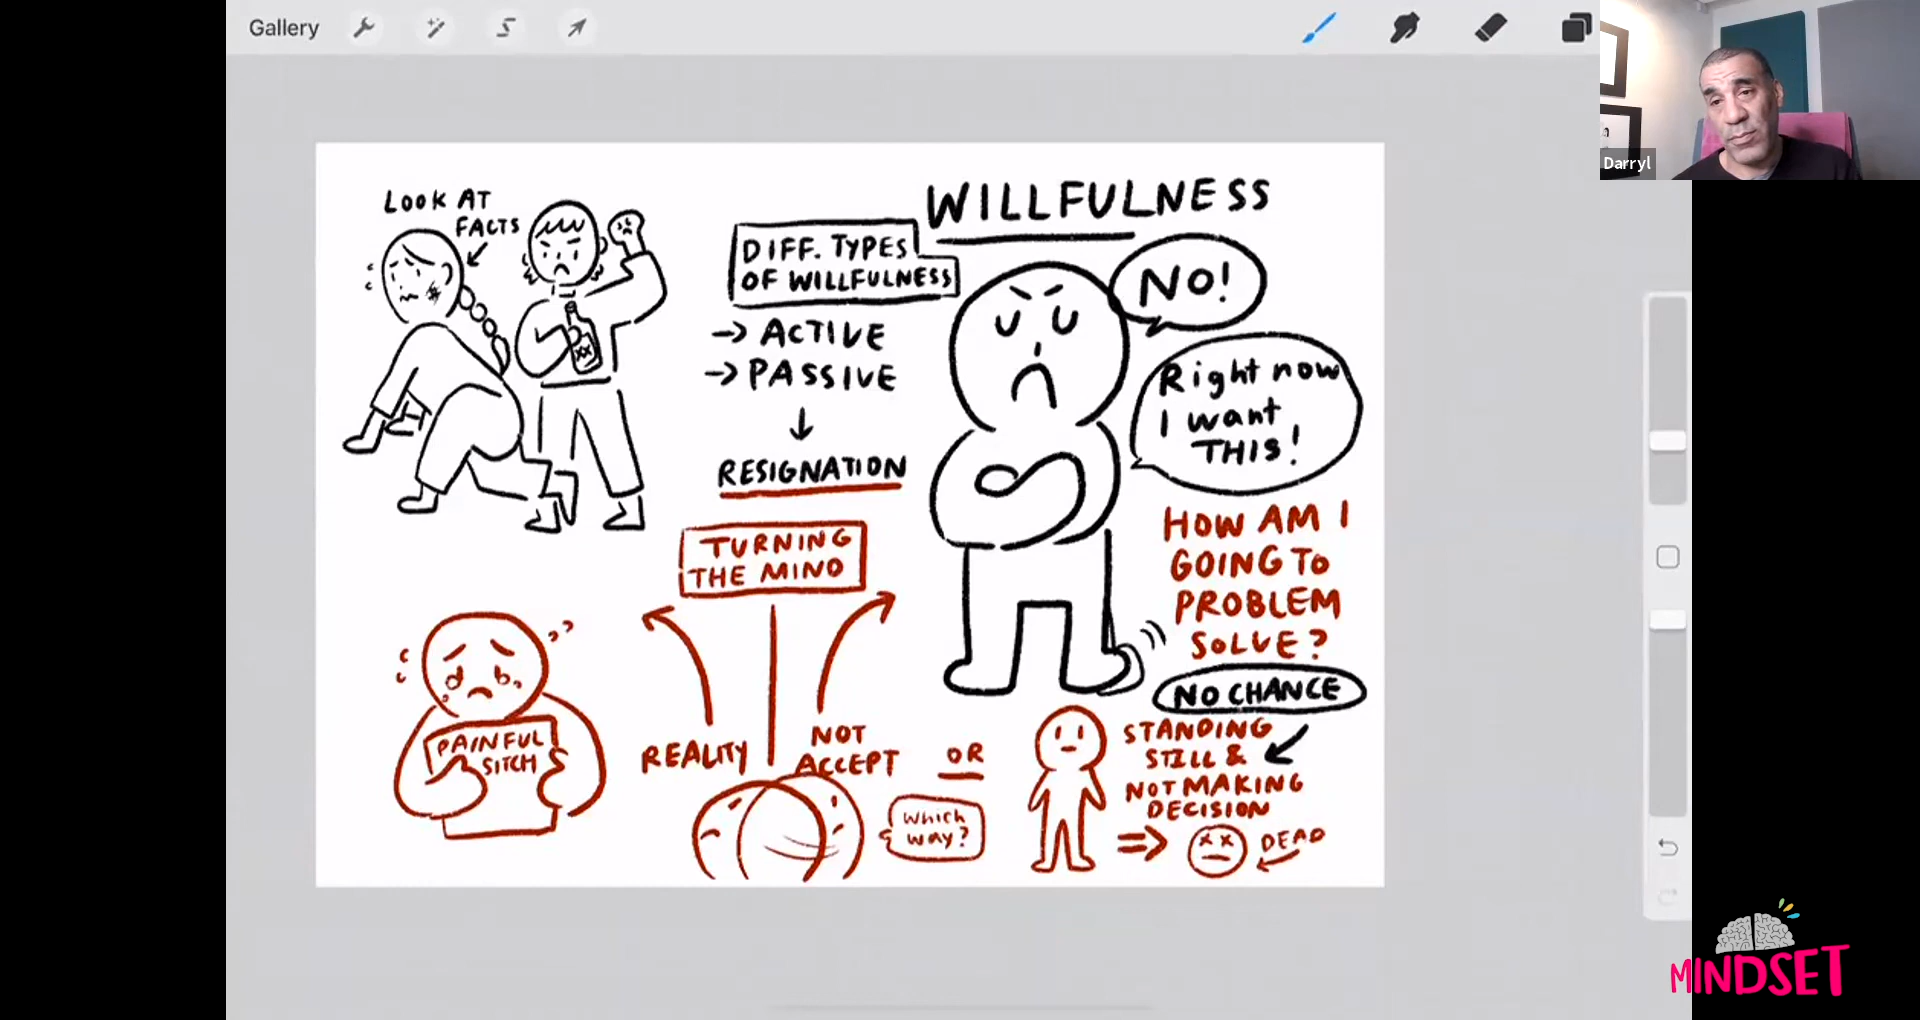 Gallery
Darryl
LOOK AT
FACTS
WILLFULNESS
DIFF. TYPES
OF WILLFULNESS
→ ACTIVE
→ PASSIVE
↓
RESIGNATION
NO!
Right now
I want
THIS!
HOW AM I
GOING TO
PROBLEM
SOLVE?
NO CHANCE
TURNING
THE MIND
REALITY
NOT
ACCEPT
OR
Which
way?
STANDING
STILL &
NOT MAKING
DECISION
⇒
DEAD
PAINFUL
SITCH
XX
MINDSET